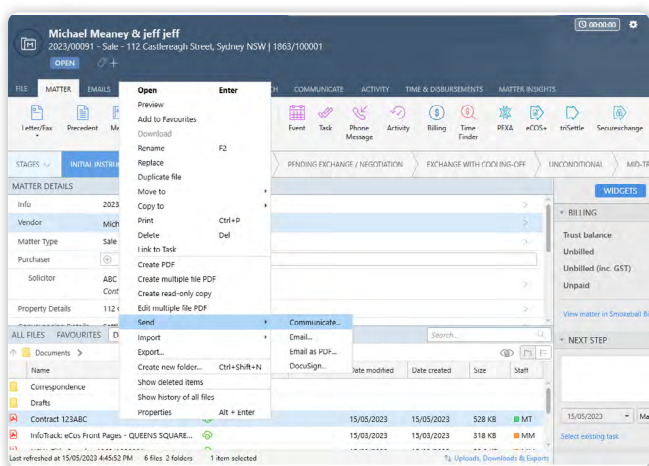 Michael Meaney & jeff jeff
2023/00091 - Sale - 112 Castlereagh Street, Sydney NSW | 1863/100001
00:00:00
OPEN
FILE MATTER EMAILS COMMUNICATE ACTIVITY TIME & DISBURSEMENTS MATTER INSIGHTS
Letter/Fax Precedent Event Task Phone Message Activity Billing Time Finder PEXA eCOS+ triSettle Securexchange
STAGES INITIAL PENDING EXCHANGE / NEGOTIATION EXCHANGE WITH COOLING-OFF UNCONDITIONAL
MATTER DETAILS
Info 2023
Vendor
Matter Type Sale
Purchaser
Solicitor ABC
Property Details 112
Open Enter
Preview
Add to Favourites
Download
Rename F2
Replace
Duplicate file
Move to
Copy to
Print Ctrl+P
Delete Del
Link to Task
Create PDF
Create multiple file PDF
Create read-only copy
Edit multiple file PDF
Send
Import
Export...
Create new folder... Ctrl+Shift+N
Show deleted items
Show history of all files
Properties Alt + Enter
Communicate...
Email...
Email as PDF...
DocuSign...
WIDGETS
BILLING
Trust balance
Unbilled
Unbilled (inc. GST)
Unpaid
View matter in Smokeball
NEXT STEP
15/05/2023
Select existing task
ALL FILES FAVOURITES
Search...
Documents
Name Date modified Date created Size Staff
Correspondence
Drafts
Contract 123ABC 15/05/2023 15/05/2023 528 KB MT
InfoTrack: eCos Front Pages - QUEENS SQUARE... 15/03/2023 15/03/2023 318 KB MM
Last refreshed at 15/05/2023 4:45:52 PM 6 files 2 folders 1 item selected Uploads, Downloads & Exports